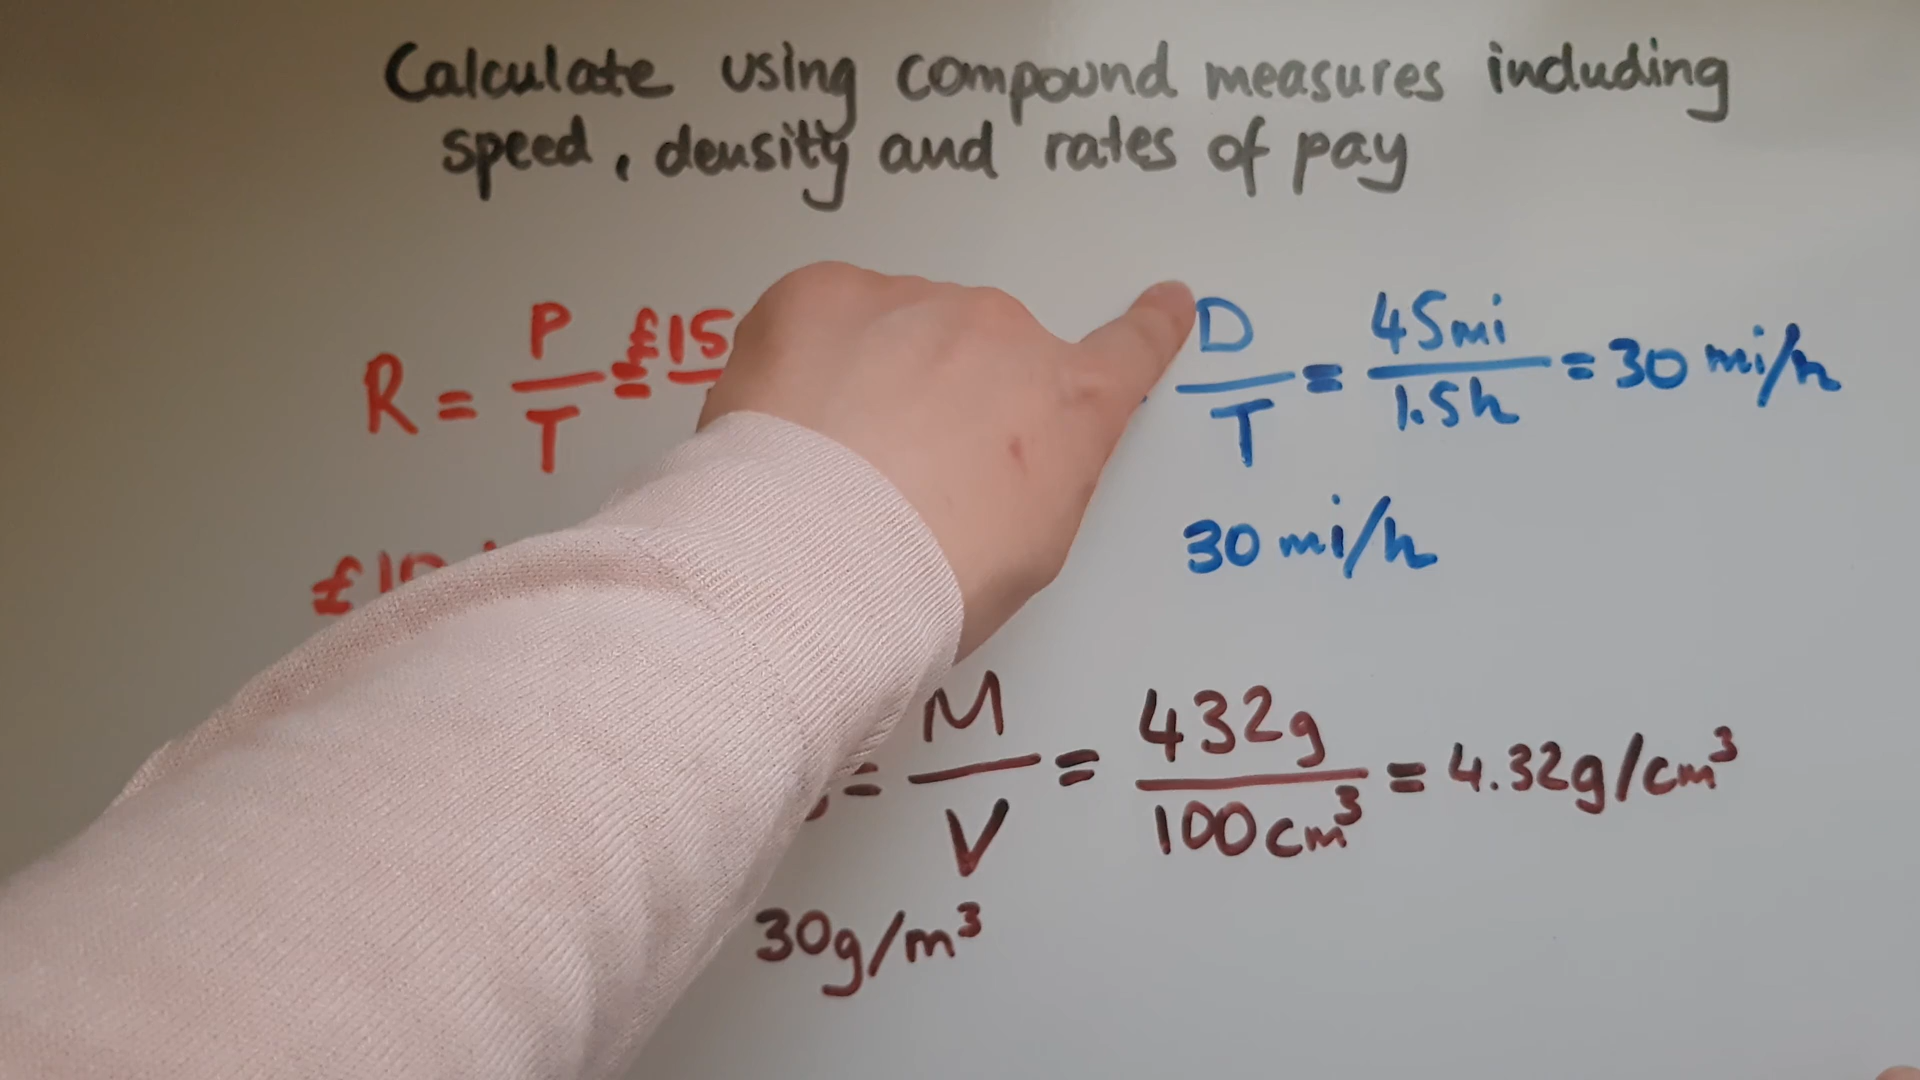 Calculate using compound measures including
speed, density and rates of pay
R = P/T = £15
D/T = 45mi/1.5h = 30 mi/h
£10
30 mi/h
= M/V = 432g/100cm³ = 4.32g/cm³
30g/m³